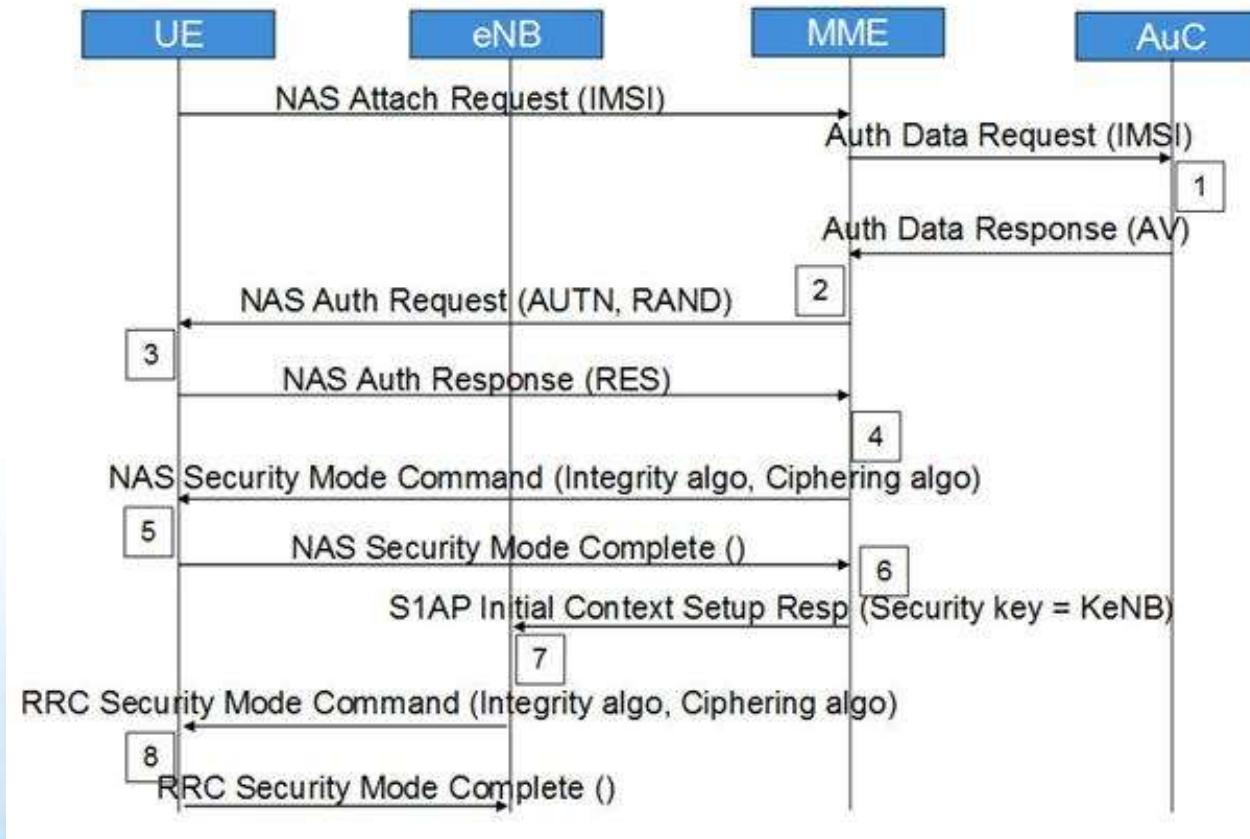 UE eNB MME AuC
NAS Attach Request (IMSI)
Auth Data Request (IMSI)
1
Auth Data Response (AV)
2
NAS Auth Request (AUTN, RAND)
3
NAS Auth Response (RES)
4
NAS Security Mode Command (Integrity algo, Ciphering algo)
5
NAS Security Mode Complete ()
6
S1AP Initial Context Setup Resp (Security key = KeNB)
7
RRC Security Mode Command (Integrity algo, Ciphering algo)
8
RRC Security Mode Complete ()